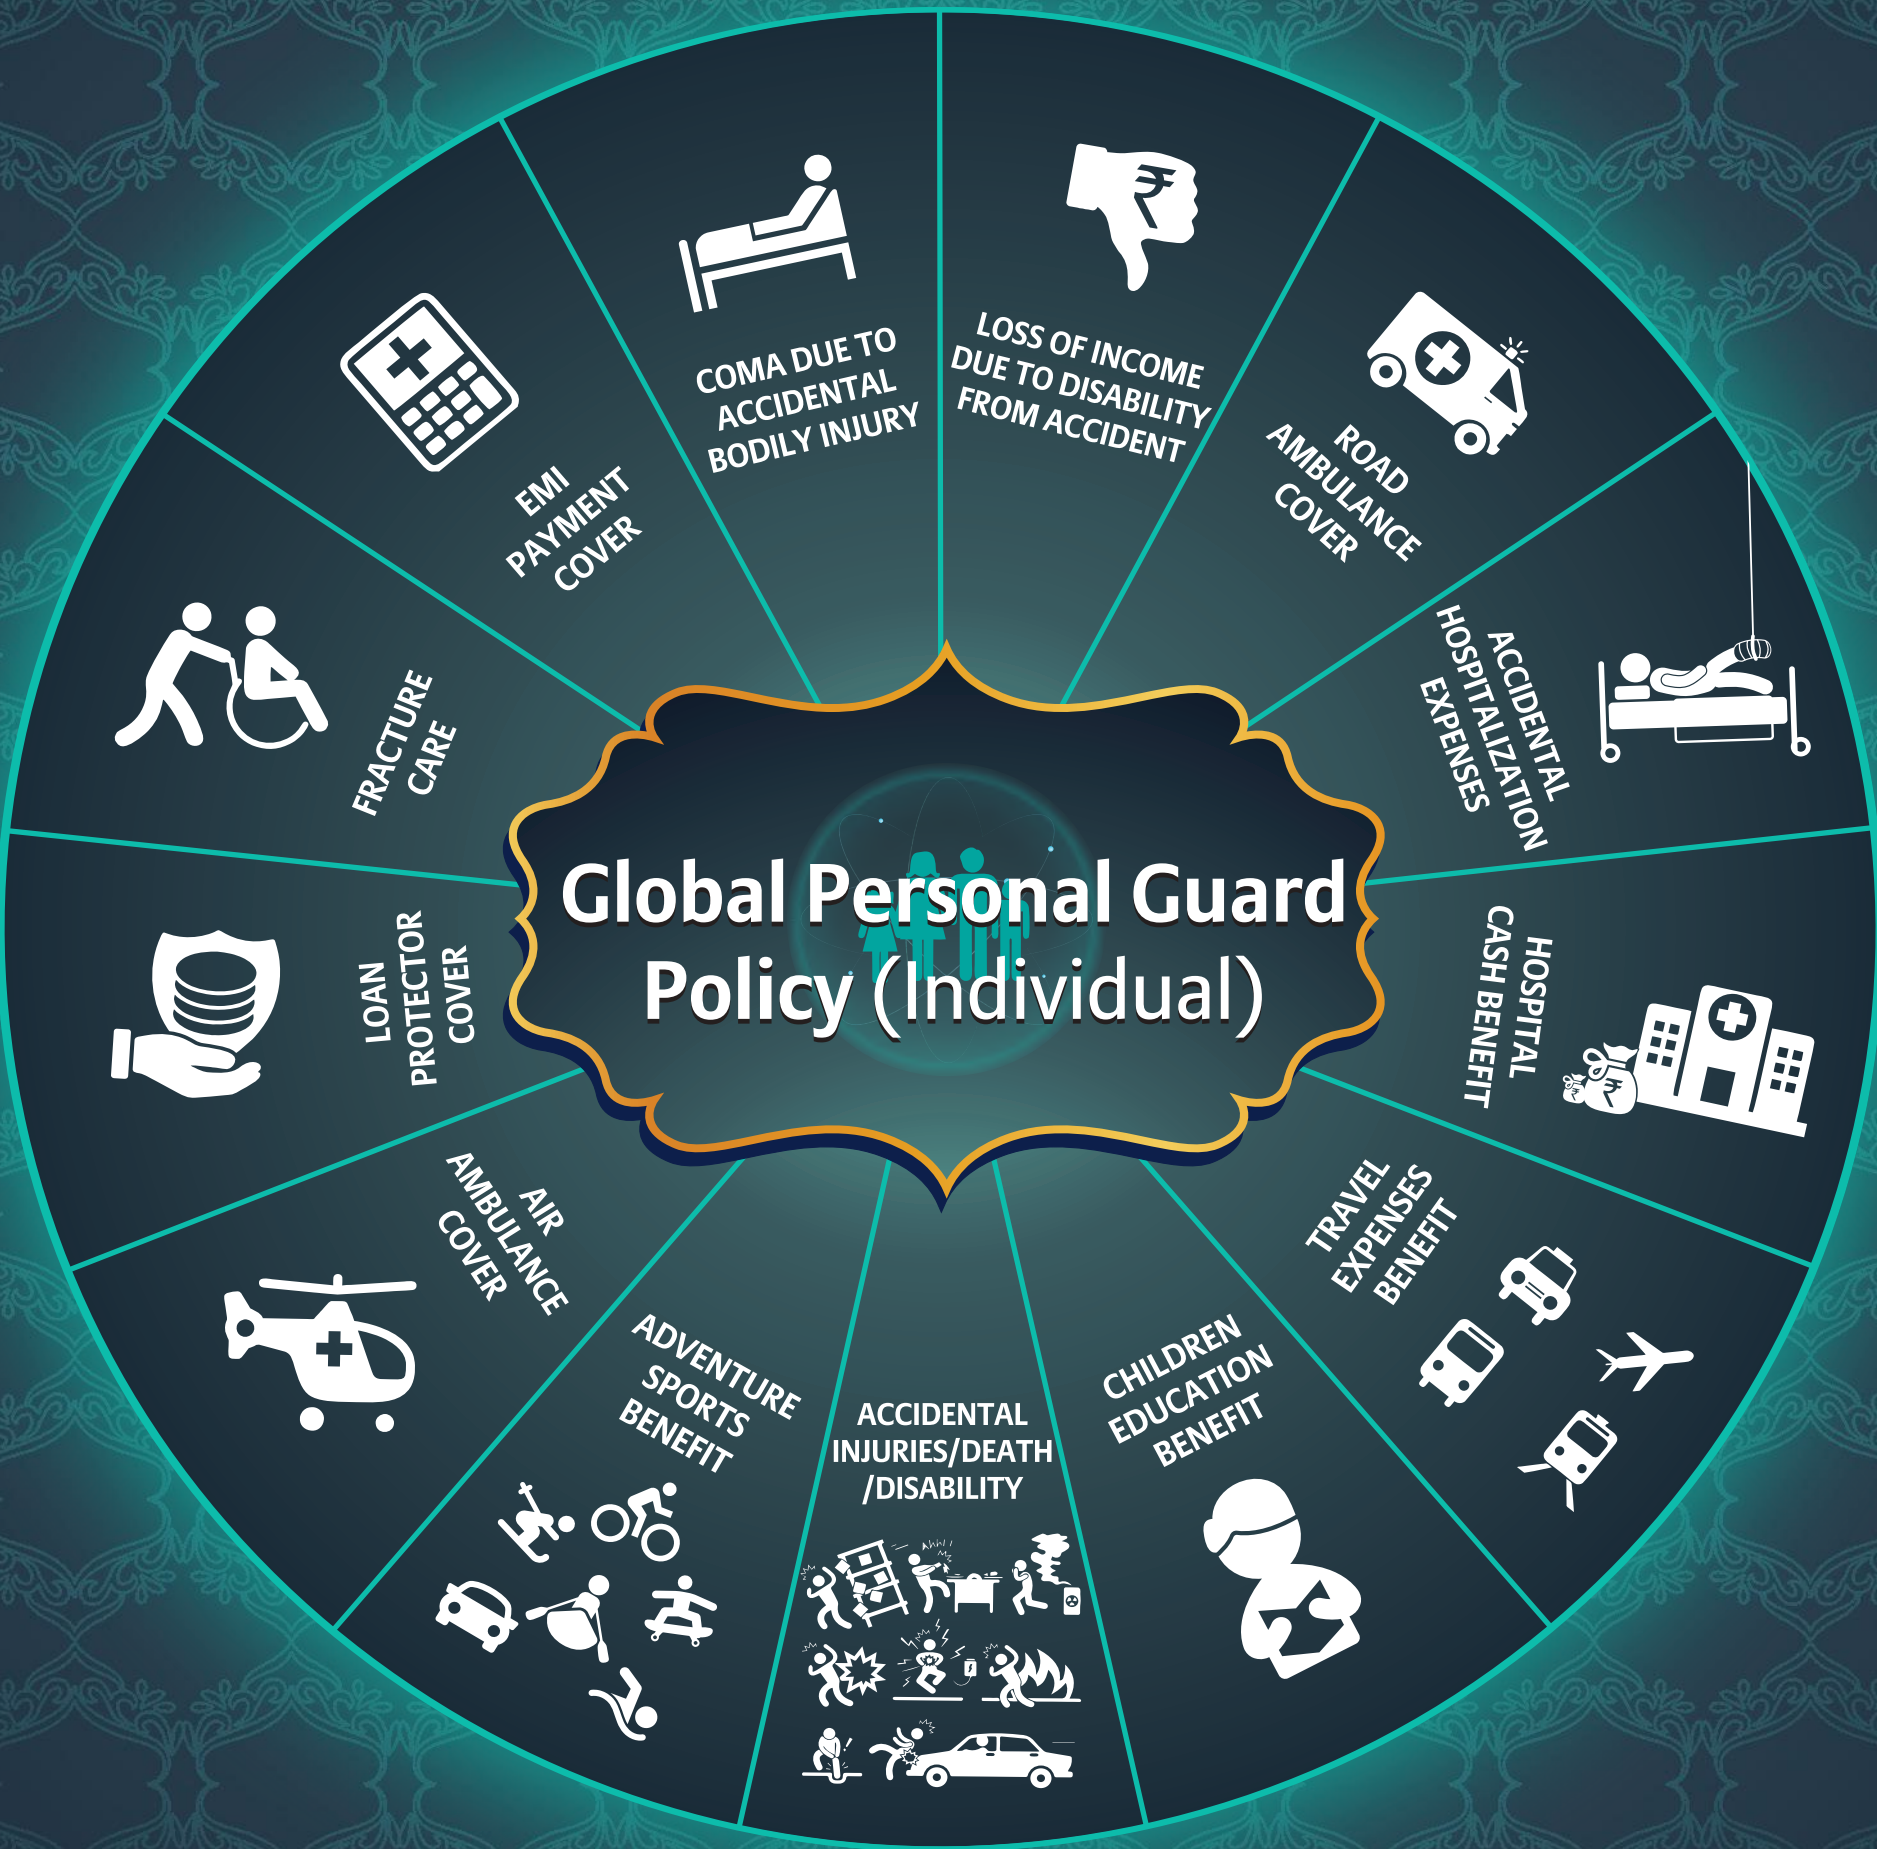 Global Personal Guard
Policy (Individual)
LOSS OF INCOME
DUE TO DISABILITY
FROM ACCIDENT
ROAD
AMBULANCE
COVER
ACCIDENTAL
HOSPITALIZATION
EXPENSES
HOSPITAL
CASH BENEFIT
TRAVEL
EXPENSES
BENEFIT
CHILDREN
EDUCATION
BENEFIT
ACCIDENTAL
INJURIES/DEATH
/DISABILITY
ADVENTURE
SPORTS
BENEFIT
AIR
AMBULANCE
COVER
LOAN
PROTECTOR
COVER
FRACTURE
CARE
EMI
PAYMENT
COVER
COMA DUE TO
ACCIDENTAL
BODILY INJURY
₹
₹
₹